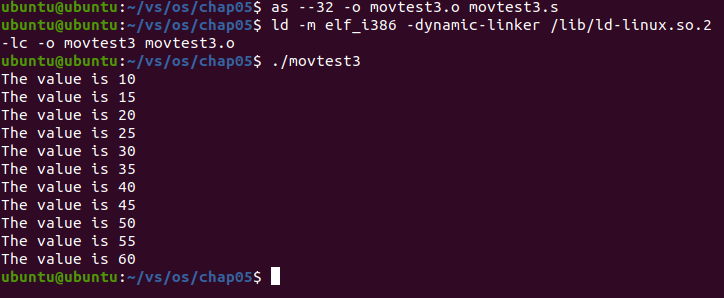 ubuntu@ubuntu:~/vs/os/chap05$ as --32 -o movtest3.o movtest3.s
ubuntu@ubuntu:~/vs/os/chap05$ ld -m elf_i386 -dynamic-linker /lib/ld-linux.so.2
-lc -o movtest3 movtest3.o
ubuntu@ubuntu:~/vs/os/chap05$ ./movtest3
The value is 10
The value is 15
The value is 20
The value is 25
The value is 30
The value is 35
The value is 40
The value is 45
The value is 50
The value is 55
The value is 60
ubuntu@ubuntu:~/vs/os/chap05$